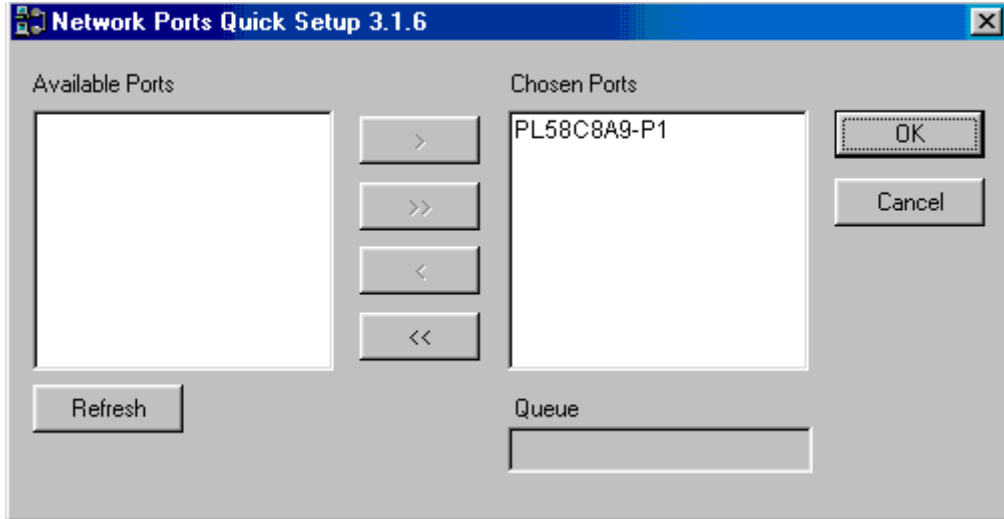 Network Ports Quick Setup 3.1.6
Available Ports
Chosen Ports
PL58C8A9-P1
>
>>
<
<<
OK
Cancel
Refresh
Queue